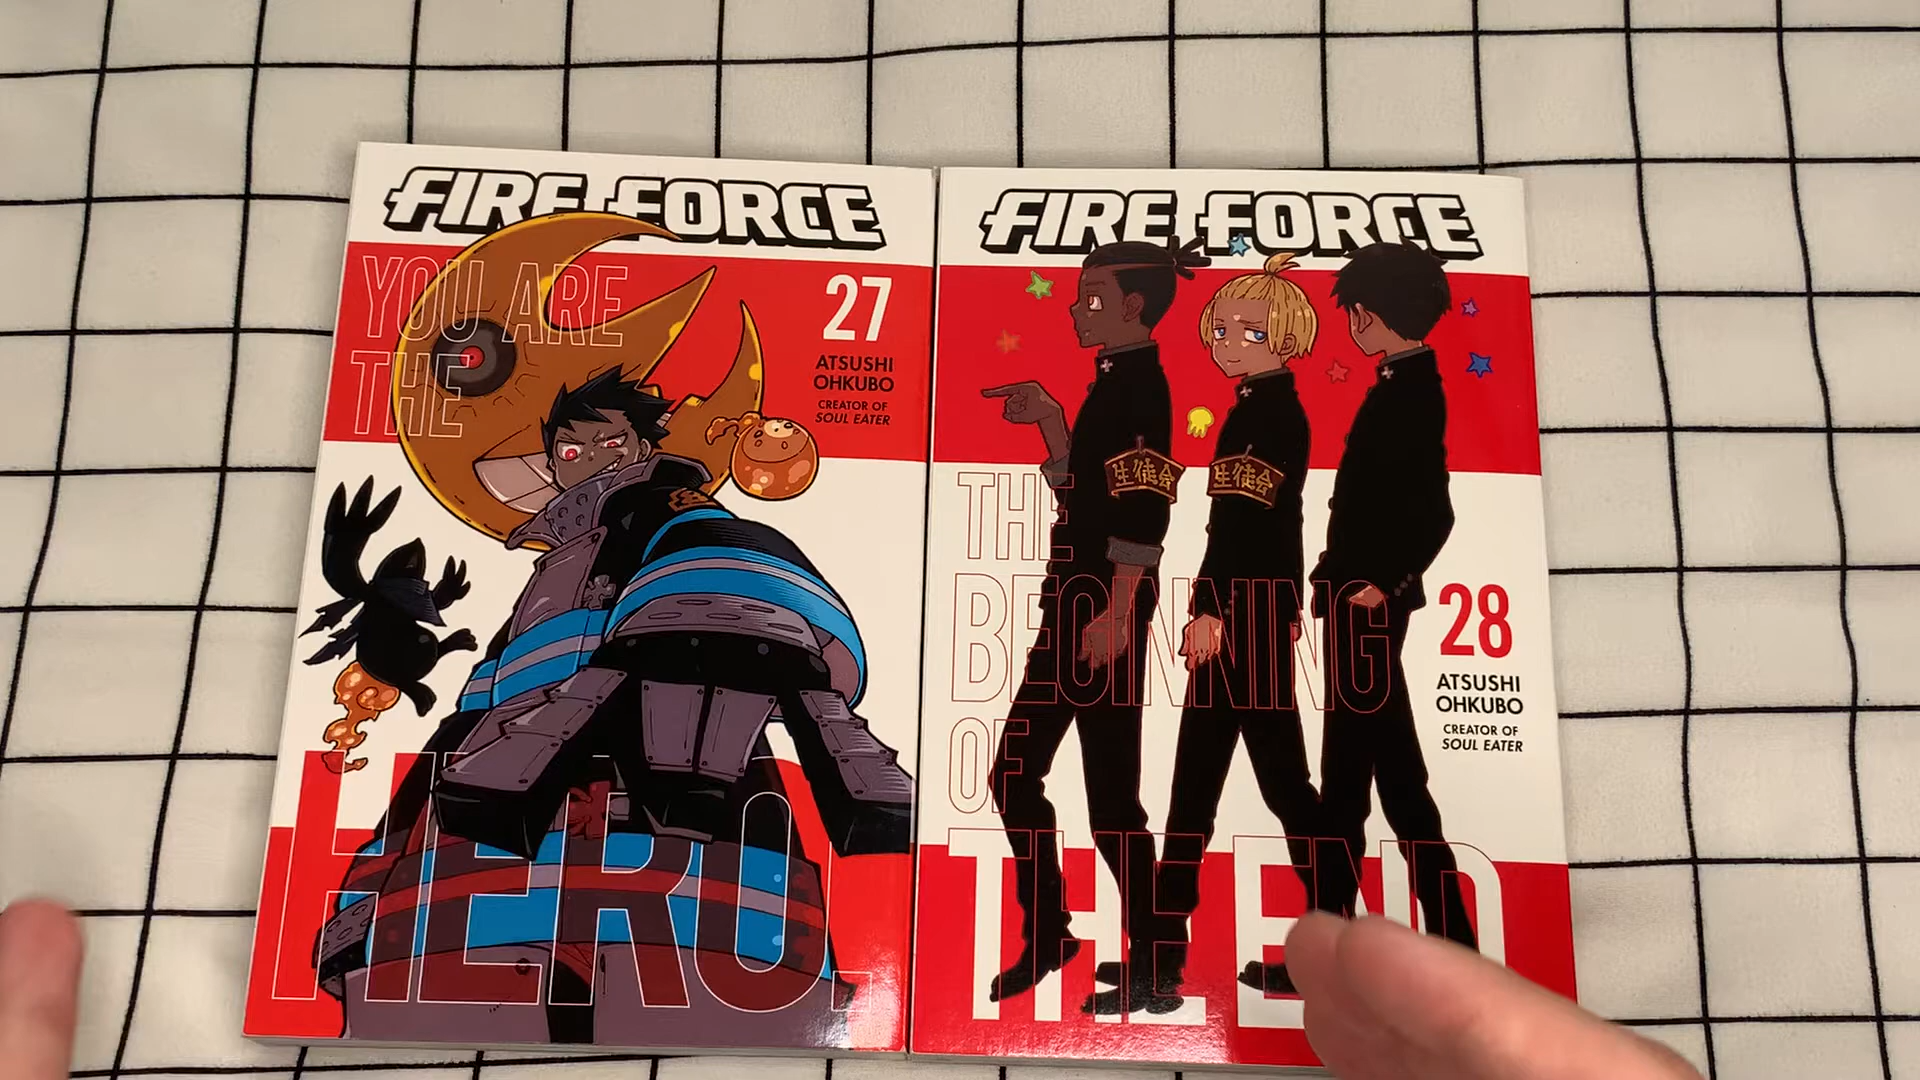 FIRE FORCE
YOU ARE
THE
HERO.
27
ATSUSHI
OHKUBO
CREATOR OF
SOUL EATER
FIRE FORCE
生徒会
生徒会
THE
BEGINNING
OF
THE END
28
ATSUSHI
OHKUBO
CREATOR OF
SOUL EATER